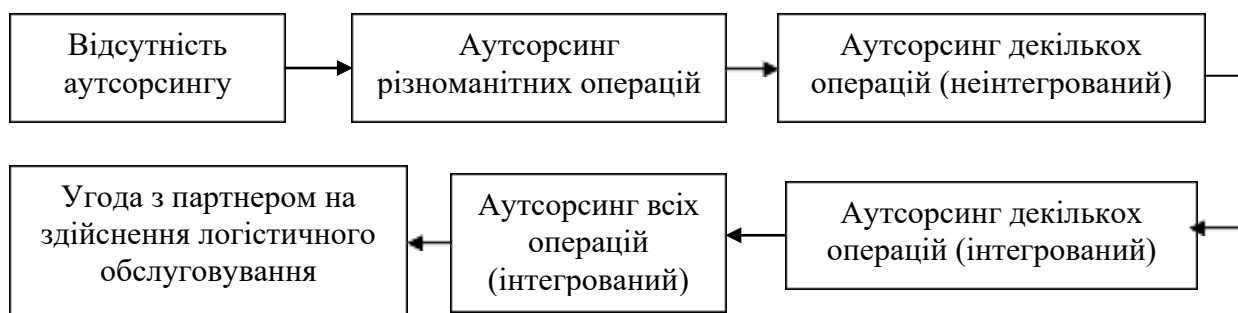 Відсутність
аутсорсингу
Аутсорсинг
різноманітних операцій
Аутсорсинг декількох
операцій (неінтегрований)
Аутсорсинг декількох
операцій (інтегрований)
Аутсорсинг всіх
операцій
(інтегрований)
Угода з партнером на
здійснення логістичного
обслуговування